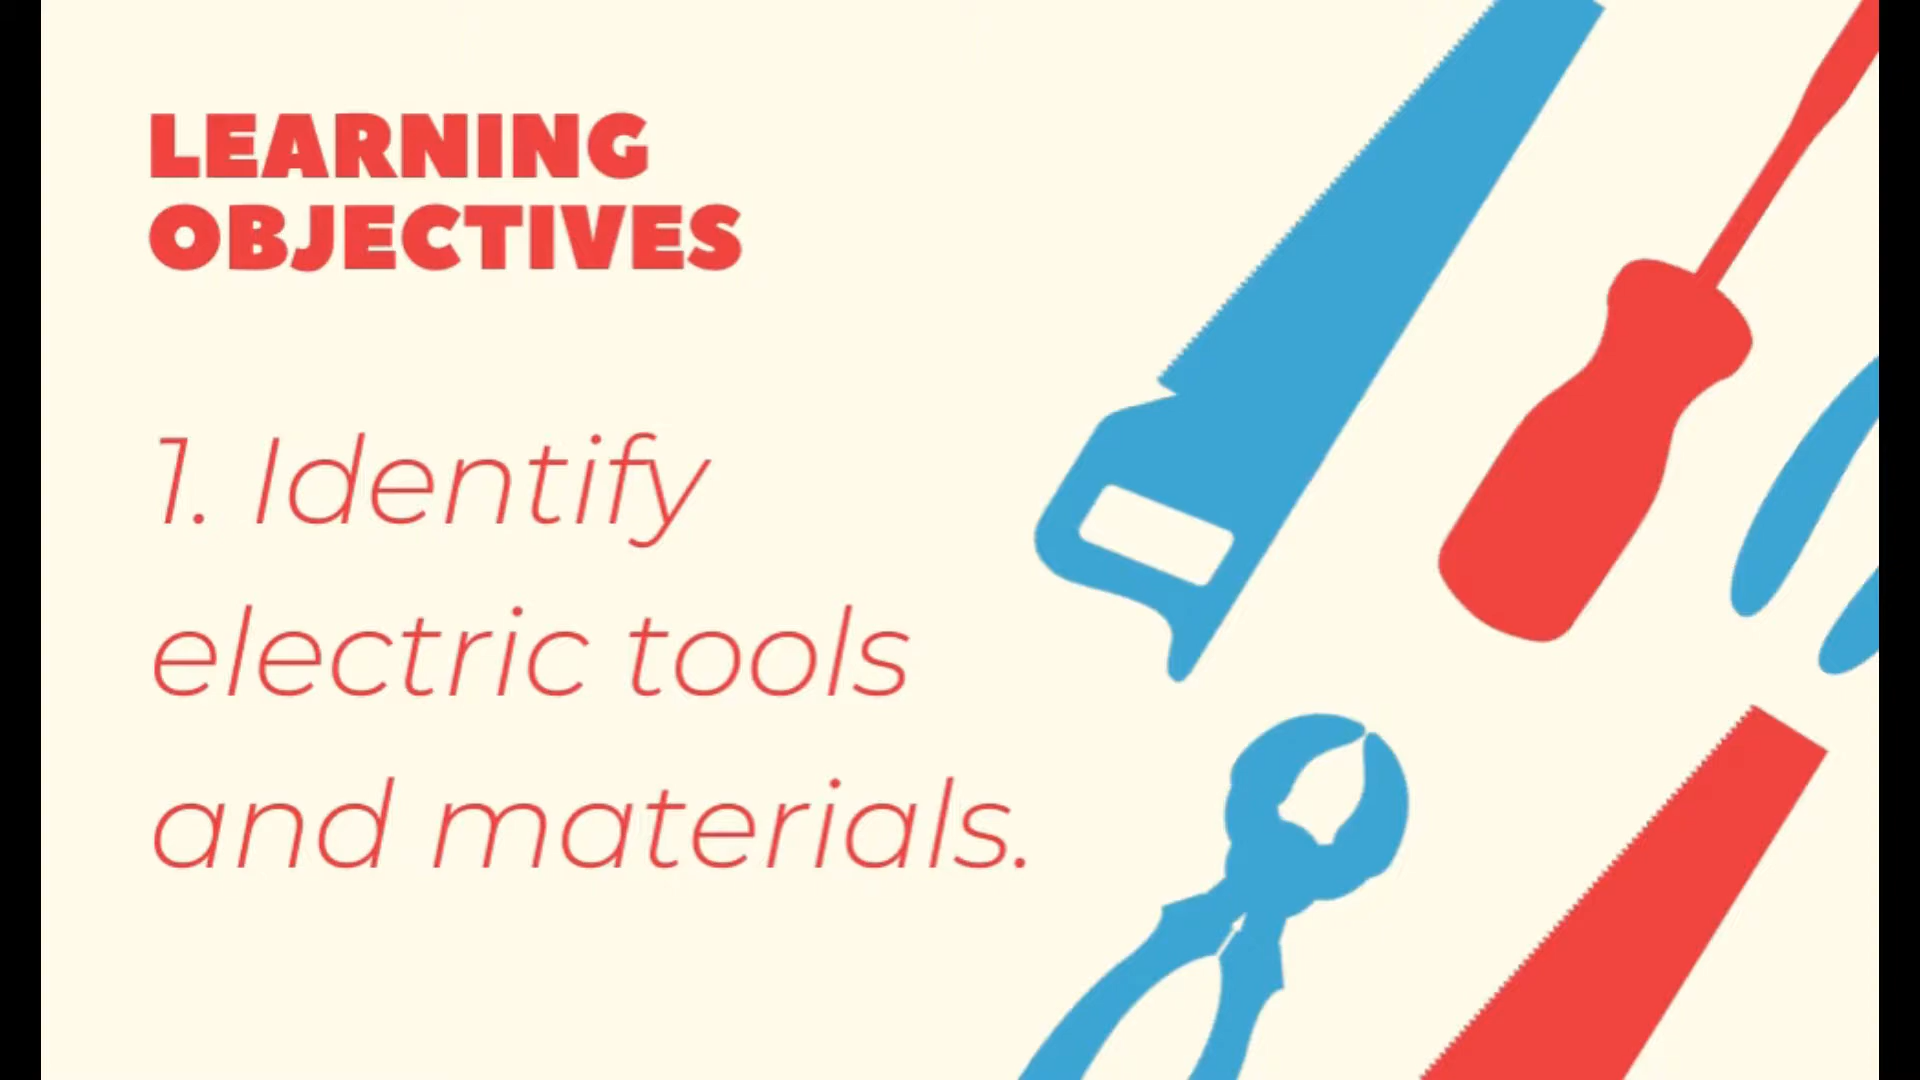 LEARNING
OBJECTIVES
1. Identify
electric tools
and materials.